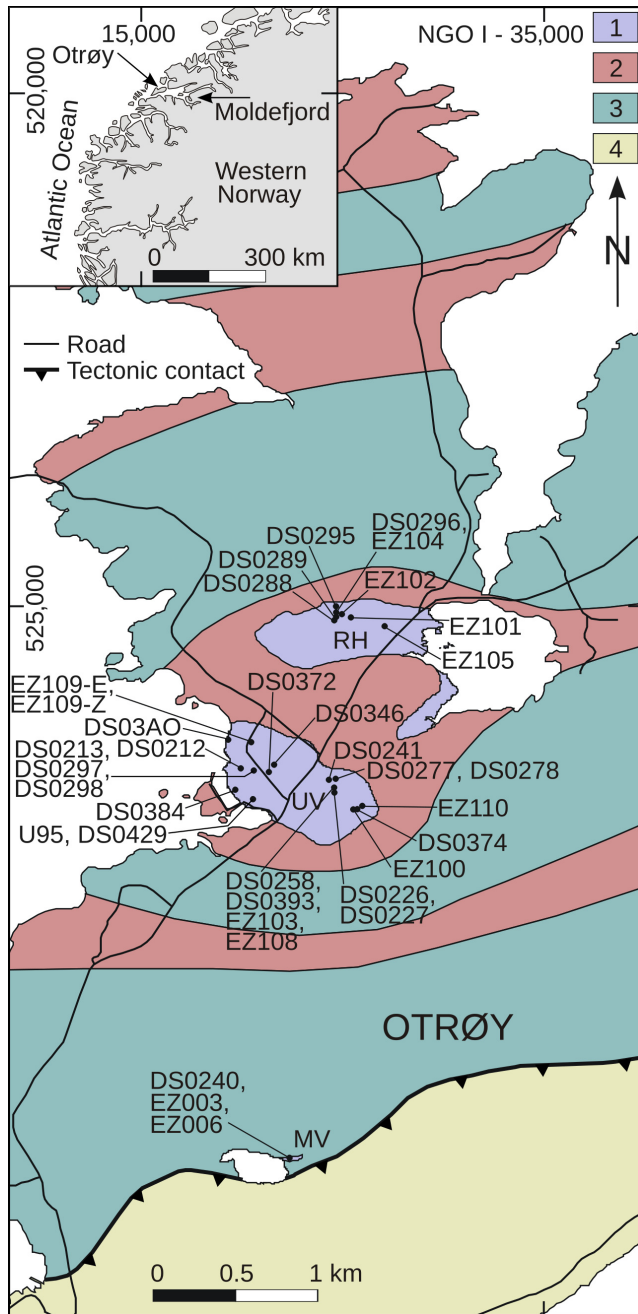 15,000
NGO I - 35,000
1
2
3
4
520,000
Otrøy
Moldefjord
Atlantic Ocean
Western
Norway
0
300 km
N
Road
Tectonic contact
DS0295
DS0296,
EZ104
DS0289
DS0288
EZ102
525,000
RH
EZ101
EZ105
EZ109-E,
EZ109-Z
DS0372
DS03AO
DS0346
DS0213, DS0212
DS0297,
DS0298
DS0241
DS0277, DS0278
DS0384
UV
EZ110
U95, DS0429
DS0374
EZ100
DS0258,
DS0393,
EZ103,
EZ108
DS0226,
DS0227
OTRØY
DS0240,
EZ003,
EZ006
MV
0
0.5
1 km